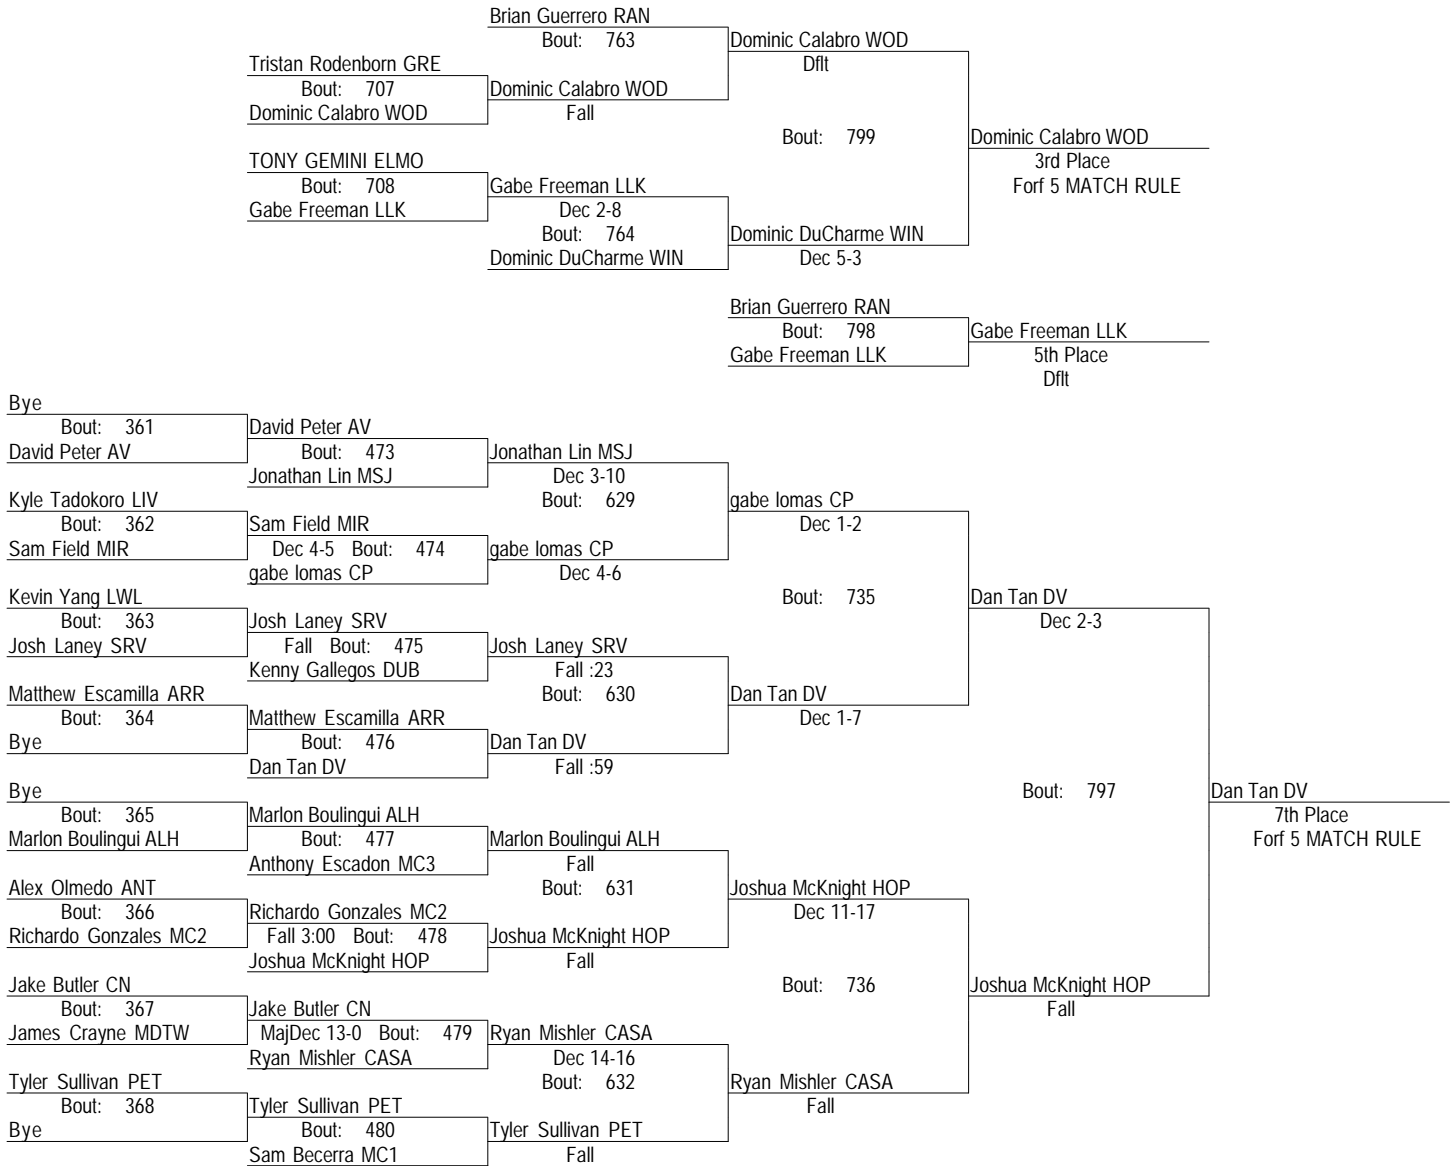 Brian Guerrero RAN
Bout: 763
Dominic Calabro WOD
Tristan Rodenborn GRE
Dflt
Bout: 707
Dominic Calabro WOD
Dominic Calabro WOD
Fall
Bout: 799
Dominic Calabro WOD
TONY GEMINI ELMO
3rd Place
Bout: 708
Gabe Freeman LLK
Forf 5 MATCH RULE
Gabe Freeman LLK
Dec 2-8
Bout: 764
Dominic DuCharme WIN
Dominic DuCharme WIN
Dec 5-3
Brian Guerrero RAN
Bout: 798
Gabe Freeman LLK
Gabe Freeman LLK
5th Place
Dflt
Bye
Bout: 361
David Peter AV
David Peter AV
Bout: 473
Jonathan Lin MSJ
Jonathan Lin MSJ
Dec 3-10
Kyle Tadokoro LIV
Bout: 629
gabe lomas CP
Bout: 362
Sam Field MIR
Dec 1-2
Sam Field MIR
Dec 4-5 Bout: 474
gabe lomas CP
gabe lomas CP
Dec 4-6
Kevin Yang LWL
Bout: 735
Dan Tan DV
Bout: 363
Josh Laney SRV
Dec 2-3
Josh Laney SRV
Fall Bout: 475
Josh Laney SRV
Kenny Gallegos DUB
Fall :23
Matthew Escamilla ARR
Bout: 630
Dan Tan DV
Bout: 364
Matthew Escamilla ARR
Dec 1-7
Bye
Bout: 476
Dan Tan DV
Dan Tan DV
Fall :59
Bye
Bout: 797
Dan Tan DV
Bout: 365
Marlon Boulingui ALH
7th Place
Marlon Boulingui ALH
Bout: 477
Marlon Boulingui ALH
Forf 5 MATCH RULE
Anthony Escadon MC3
Fall
Alex Olmedo ANT
Bout: 631
Joshua McKnight HOP
Bout: 366
Richardo Gonzales MC2
Dec 11-17
Richardo Gonzales MC2
Fall 3:00 Bout: 478
Joshua McKnight HOP
Joshua McKnight HOP
Fall
Jake Butler CN
Bout: 736
Joshua McKnight HOP
Bout: 367
Jake Butler CN
Fall
James Crayne MDTW
MajDec 13-0 Bout: 479
Ryan Mishler CASA
Ryan Mishler CASA
Dec 14-16
Tyler Sullivan PET
Bout: 632
Ryan Mishler CASA
Bout: 368
Tyler Sullivan PET
Fall
Bye
Bout: 480
Tyler Sullivan PET
Sam Becerra MC1
Fall